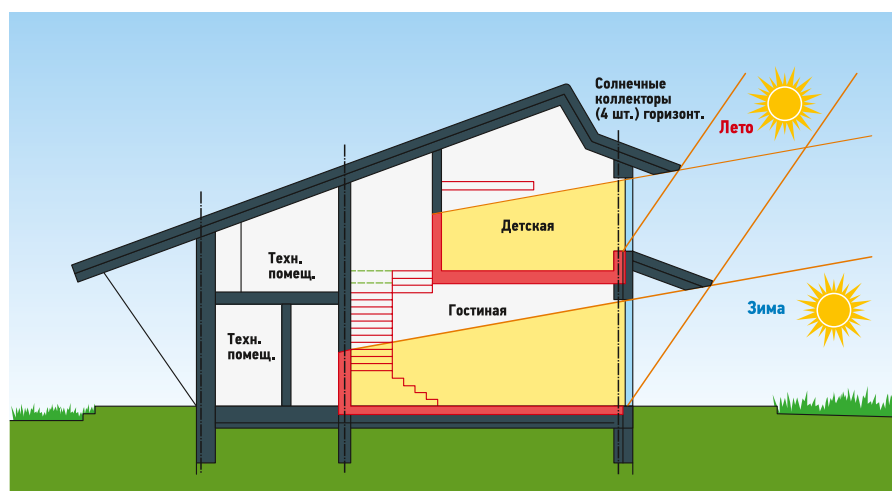 Солнечные
коллекторы
(4 шт.) горизонт.
Лето
Детская
Техн.
помещ.
Гостиная
Зима
Техн.
помещ.